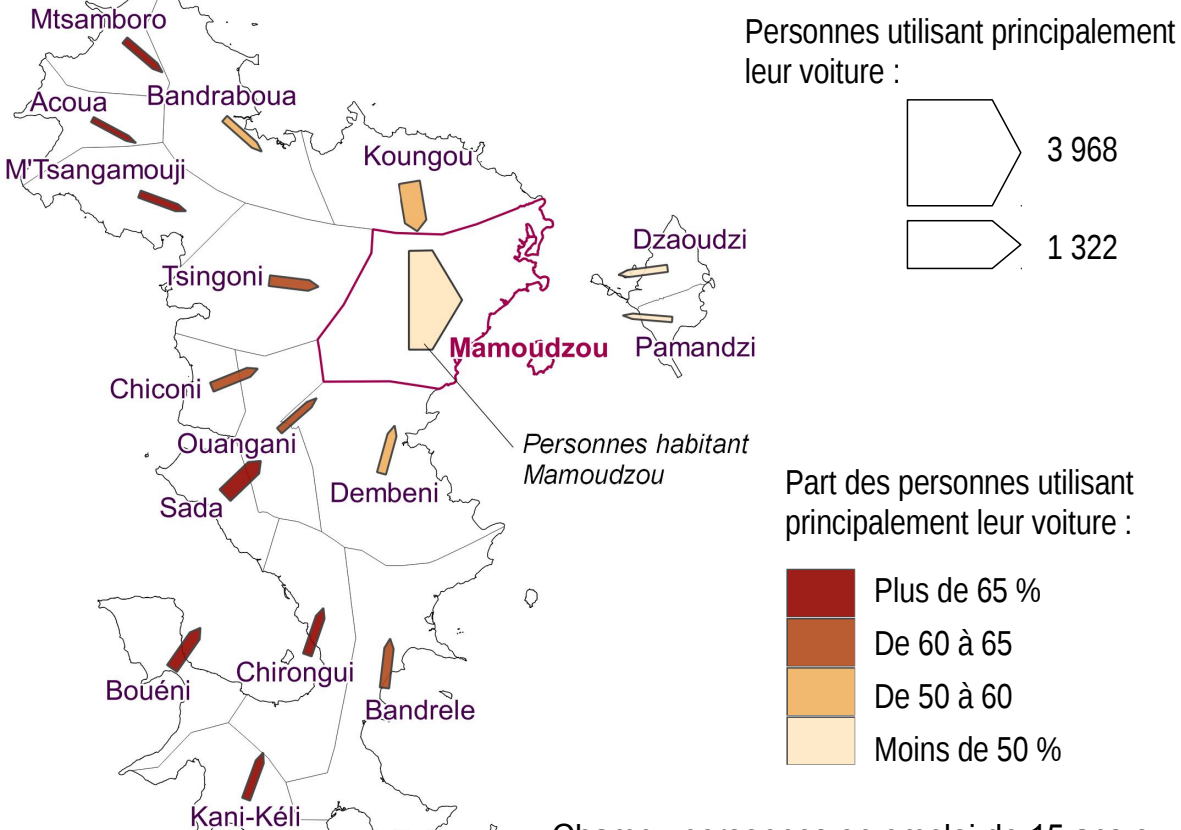 Mtsamboro
Acoua
Bandraboua
M'Tsangamouji
Koungou
Dzaoudzi
Tsingoni
Mamoudzou
Pamandzi
Chiconi
Ouangani
Personnes habitant
Mamoudzou
Sada
Dembeni
Chirongui
Bouéni
Bandrele
Kani-Kéli
Personnes utilisant principalement
leur voiture :
3 968
1 322
Part des personnes utilisant
principalement leur voiture :
Plus de 65 %
De 60 à 65
De 50 à 60
Moins de 50 %